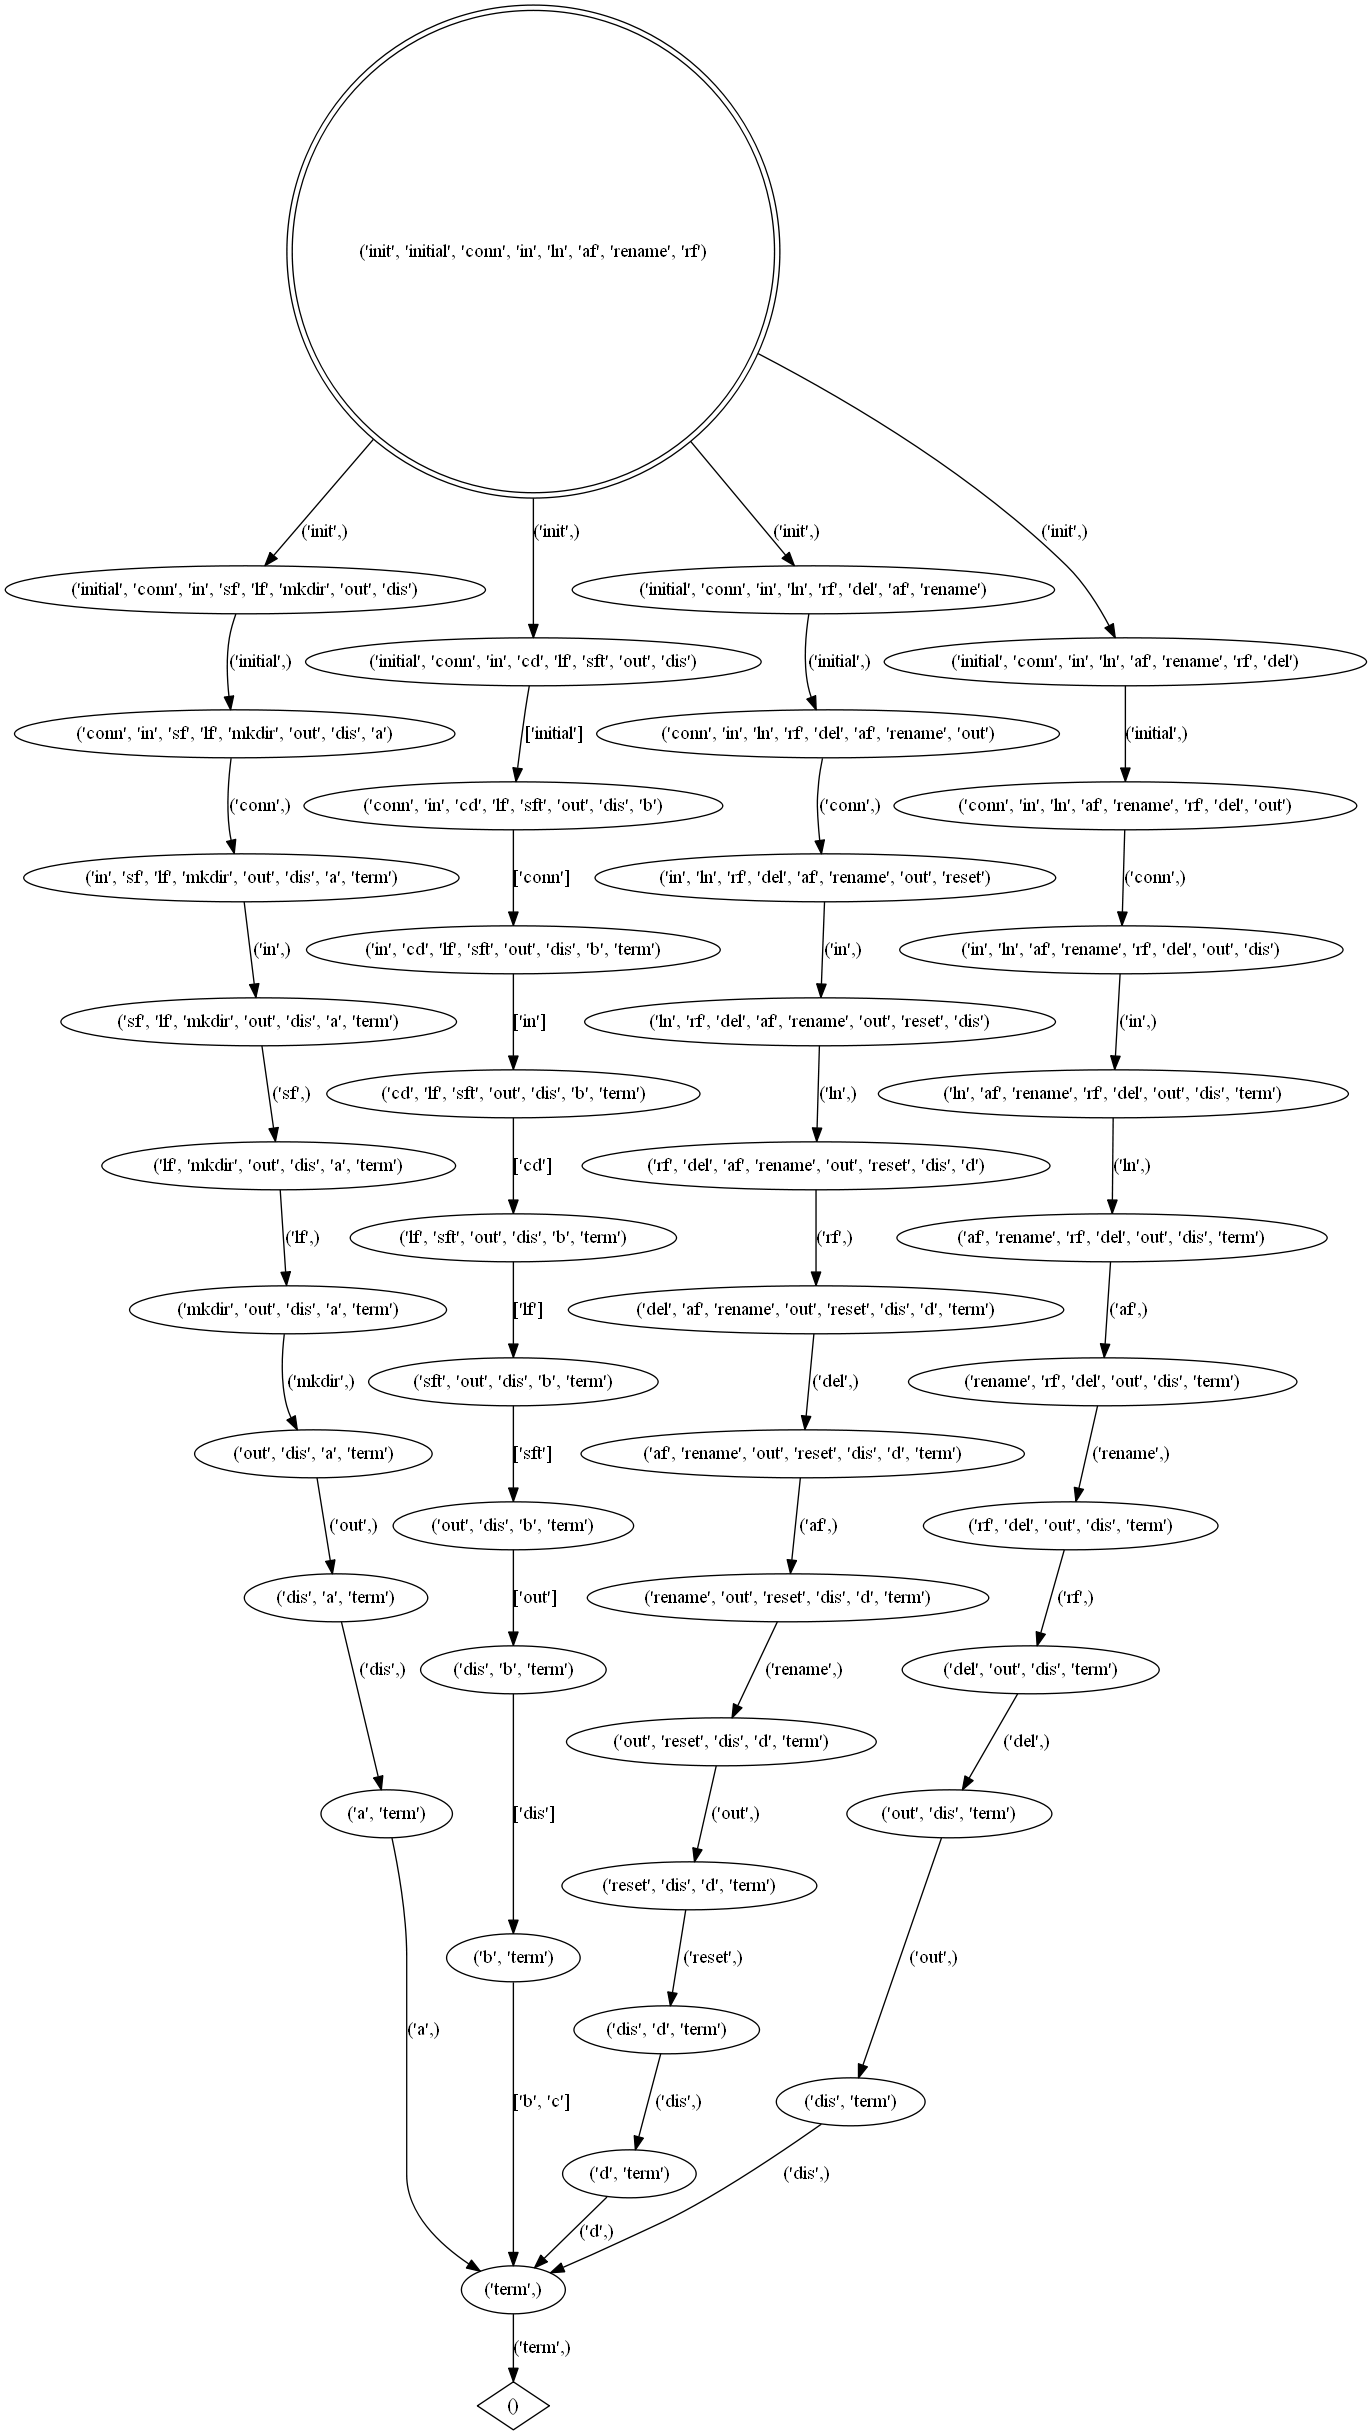 ('init', 'initial', 'conn', 'in', 'ln', 'af', 'rename', 'rf')
('init',)
('init',)
('init',)
('init',)
('initial', 'conn', 'in', 'sf', 'lf', 'mkdir', 'out', 'dis')
('initial', 'conn', 'in', 'ln', 'rf', 'del', 'af', 'rename')
('initial',)
('initial', 'conn', 'in', 'cd', 'lf', 'sft', 'out', 'dis')
('initial',)
('initial', 'conn', 'in', 'ln', 'af', 'rename', 'rf', 'del')
('conn', 'in', 'sf', 'lf', 'mkdir', 'out', 'dis', 'a')
['initial']
('conn', 'in', 'ln', 'rf', 'del', 'af', 'rename', 'out')
('initial',)
('conn',)
('conn', 'in', 'cd', 'lf', 'sft', 'out', 'dis', 'b')
('conn',)
('conn', 'in', 'ln', 'af', 'rename', 'rf', 'del', 'out')
('in', 'sf', 'lf', 'mkdir', 'out', 'dis', 'a', 'term')
['conn']
('in', 'ln', 'rf', 'del', 'af', 'rename', 'out', 'reset')
('conn',)
('in',)
('in', 'cd', 'lf', 'sft', 'out', 'dis', 'b', 'term')
('in',)
('in', 'ln', 'af', 'rename', 'rf', 'del', 'out', 'dis')
('sf', 'lf', 'mkdir', 'out', 'dis', 'a', 'term')
['in']
('ln', 'rf', 'del', 'af', 'rename', 'out', 'reset', 'dis')
('in',)
('sf',)
('cd', 'lf', 'sft', 'out', 'dis', 'b', 'term')
('ln',)
('ln', 'af', 'rename', 'rf', 'del', 'out', 'dis', 'term')
('lf', 'mkdir', 'out', 'dis', 'a', 'term')
['cd']
('rf', 'del', 'af', 'rename', 'out', 'reset', 'dis', 'd')
('ln',)
('lf',)
('lf', 'sft', 'out', 'dis', 'b', 'term')
('rf',)
('af', 'rename', 'rf', 'del', 'out', 'dis', 'term')
('mkdir', 'out', 'dis', 'a', 'term')
['lf']
('del', 'af', 'rename', 'out', 'reset', 'dis', 'd', 'term')
('af',)
('mkdir',)
('sft', 'out', 'dis', 'b', 'term')
('del',)
('rename', 'rf', 'del', 'out', 'dis', 'term')
('out', 'dis', 'a', 'term')
['sft']
('af', 'rename', 'out', 'reset', 'dis', 'd', 'term')
('rename',)
('out',)
('out', 'dis', 'b', 'term')
('af',)
('rf', 'del', 'out', 'dis', 'term')
('dis', 'a', 'term')
['out']
('rename', 'out', 'reset', 'dis', 'd', 'term')
('rf',)
('dis',)
('dis', 'b', 'term')
('rename',)
('del', 'out', 'dis', 'term')
('out', 'reset', 'dis', 'd', 'term')
('del',)
('a', 'term')
['dis']
('out',)
('out', 'dis', 'term')
('reset', 'dis', 'd', 'term')
('b', 'term')
('reset',)
('out',)
('a',)
('dis', 'd', 'term')
['b', 'c']
('dis',)
('dis', 'term')
('d', 'term')
('dis',)
('d',)
('term',)
('term',)
()